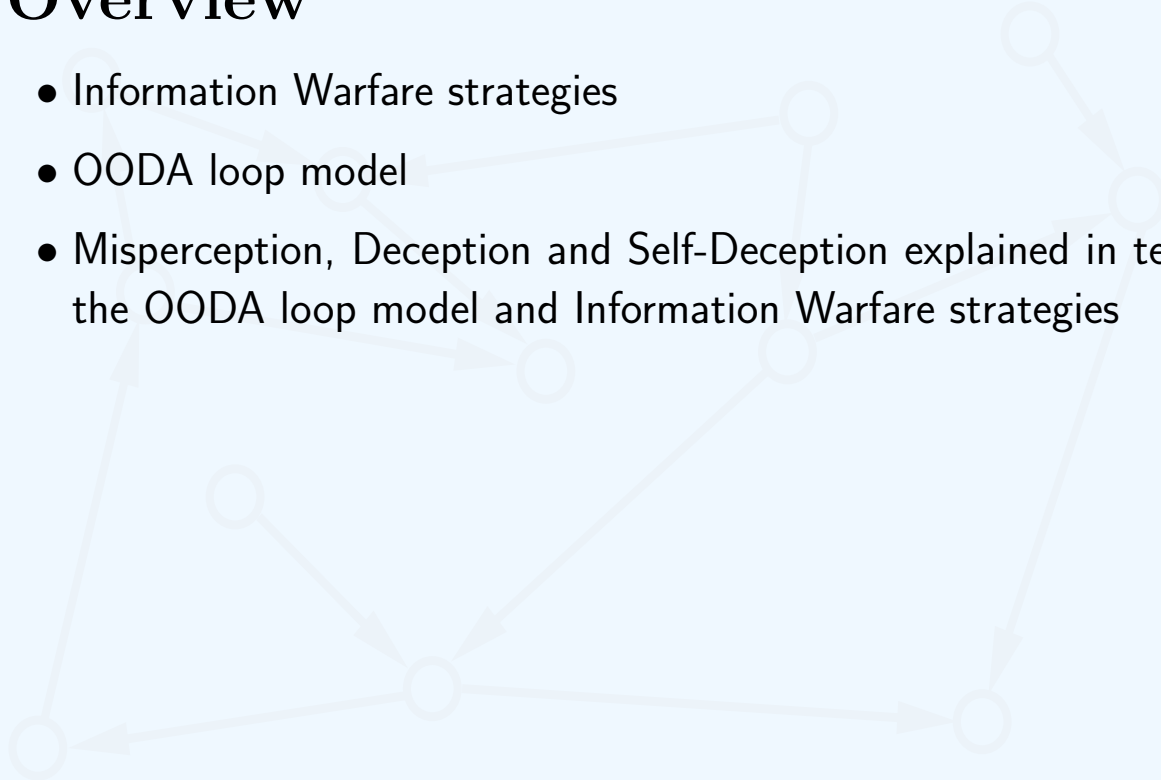 Overview
• Information Warfare strategies
• OODA loop model
• Misperception, Deception and Self-Deception explained in
the OODA loop model and Information Warfare strategies